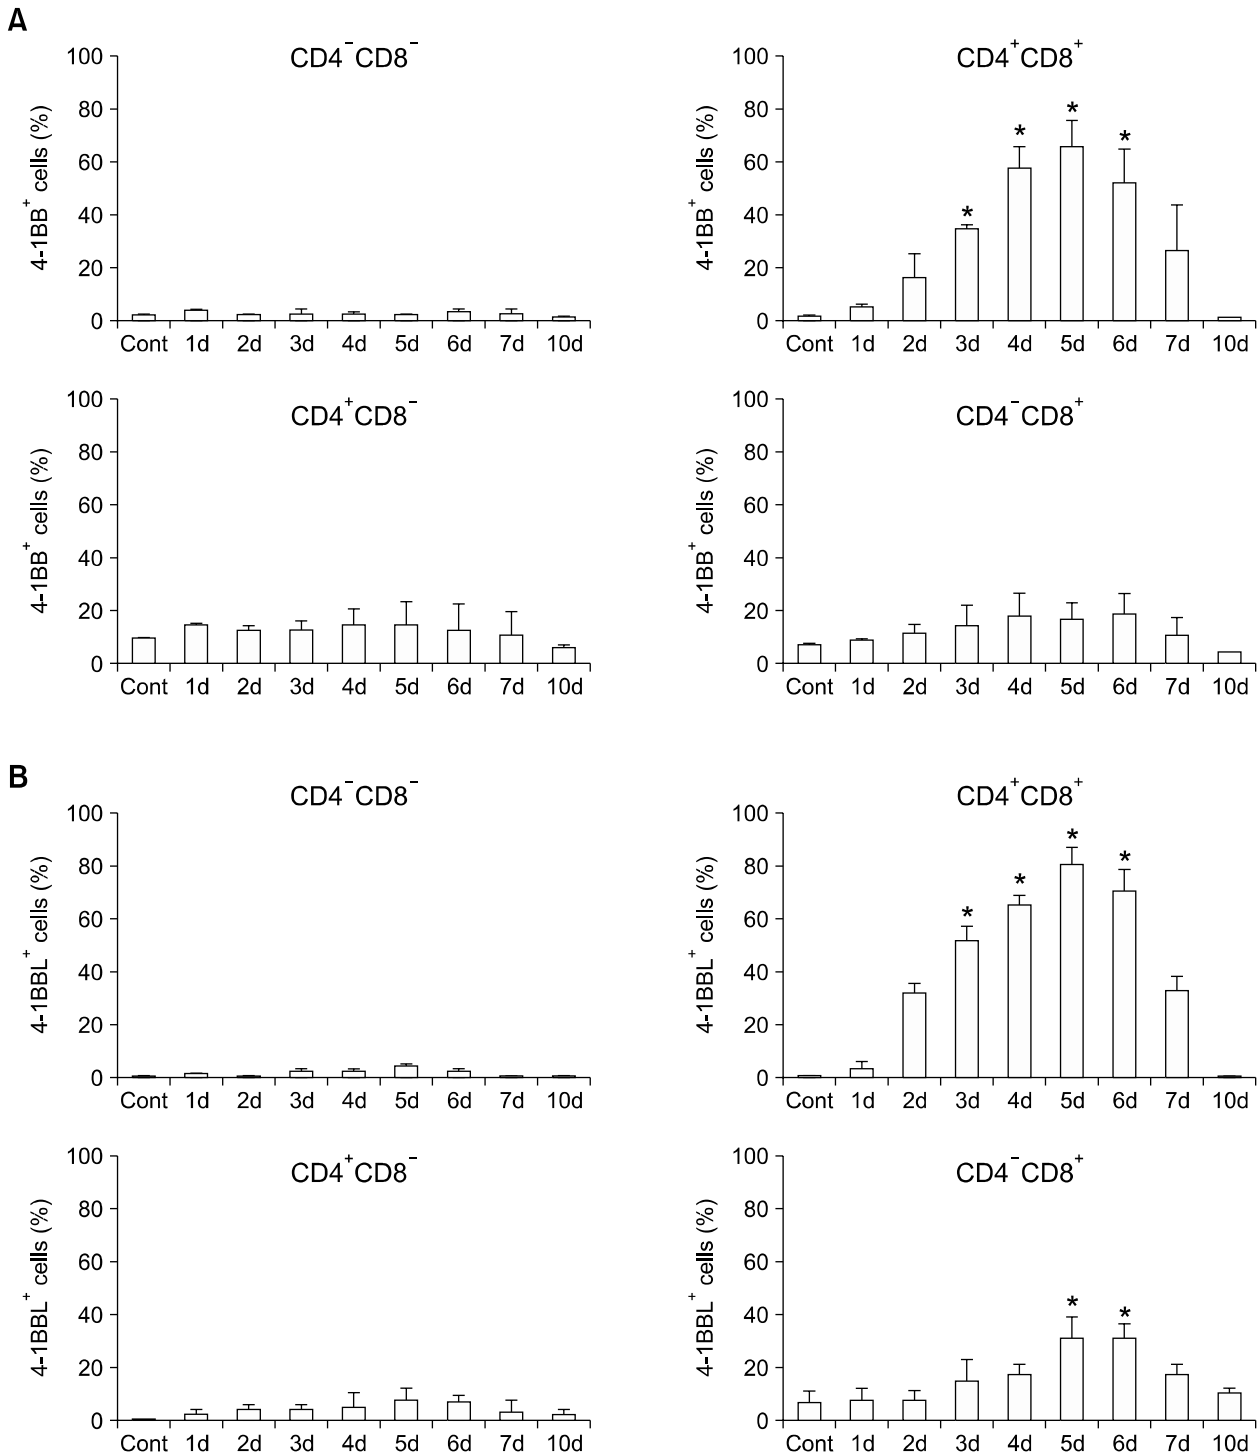 A
CD4⁻CD8⁻
4-1BB⁺ cells (%)
100
80
60
40
20
0
Cont 1d 2d 3d 4d 5d 6d 7d 10d
CD4⁺CD8⁺
4-1BB⁺ cells (%)
100
80
60
40
20
0
* * * *
Cont 1d 2d 3d 4d 5d 6d 7d 10d
CD4⁺CD8⁻
4-1BB⁺ cells (%)
100
80
60
40
20
0
Cont 1d 2d 3d 4d 5d 6d 7d 10d
CD4⁻CD8⁺
4-1BB⁺ cells (%)
100
80
60
40
20
0
Cont 1d 2d 3d 4d 5d 6d 7d 10d
B
CD4⁻CD8⁻
4-1BBL⁺ cells (%)
100
80
60
40
20
0
Cont 1d 2d 3d 4d 5d 6d 7d 10d
CD4⁺CD8⁺
4-1BBL⁺ cells (%)
100
80
60
40
20
0
* * * *
Cont 1d 2d 3d 4d 5d 6d 7d 10d
CD4⁺CD8⁻
4-1BBL⁺ cells (%)
100
80
60
40
20
0
Cont 1d 2d 3d 4d 5d 6d 7d 10d
CD4⁻CD8⁺
4-1BBL⁺ cells (%)
100
80
60
40
20
0
* *
Cont 1d 2d 3d 4d 5d 6d 7d 10d